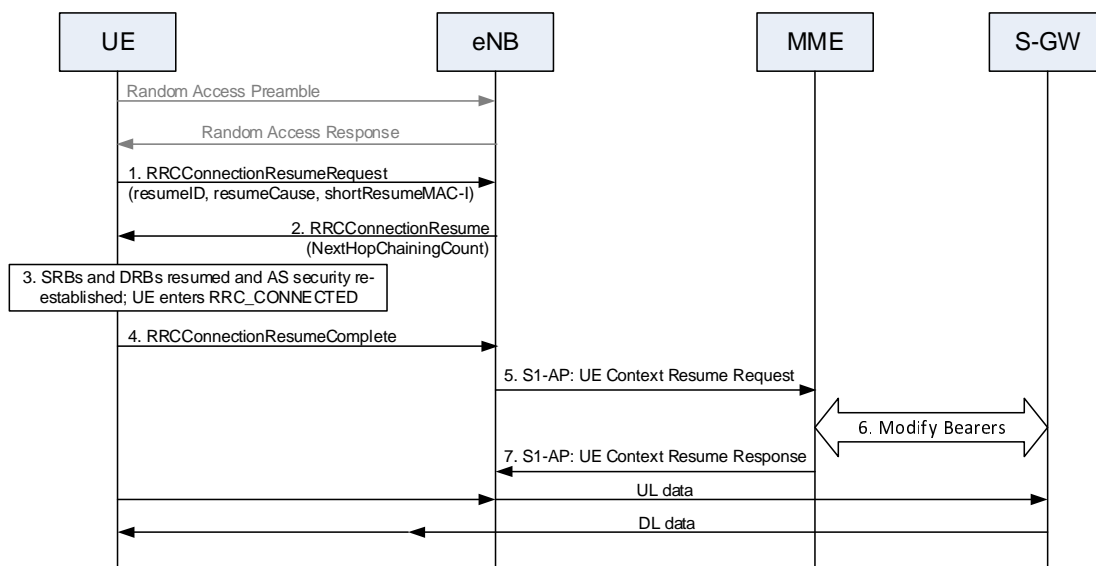 UE
eNB
MME
S-GW
Random Access Preamble
Random Access Response
1. RRCConnectionResumeRequest
(resumeID, resumeCause, shortResumeMAC-I)
2. RRCConnectionResume
(NextHopChainingCount)
3. SRBs and DRBs resumed and AS security re-
established; UE enters RRC_CONNECTED
4. RRCConnectionResumeComplete
5. S1-AP: UE Context Resume Request
6. Modify Bearers
7. S1-AP: UE Context Resume Response
UL data
DL data